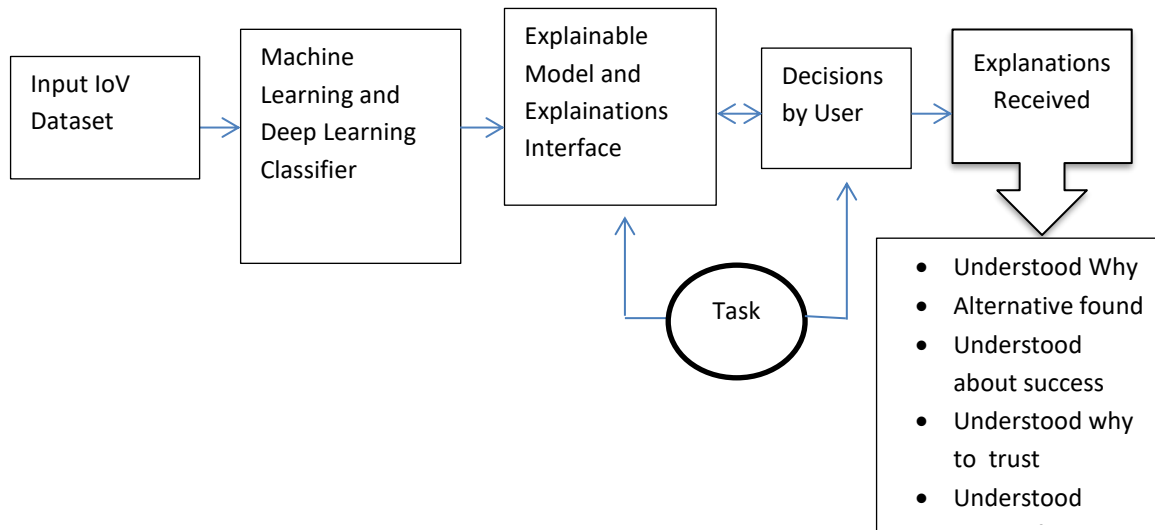 Input IoV
Dataset
Machine
Learning and
Deep Learning
Classifier
Explainable
Model and
Explainations
Interface
Decisions
by User
Explanations
Received
Task
• Understood Why
• Alternative found
• Understood
about success
• Understood why
to trust
• Understood